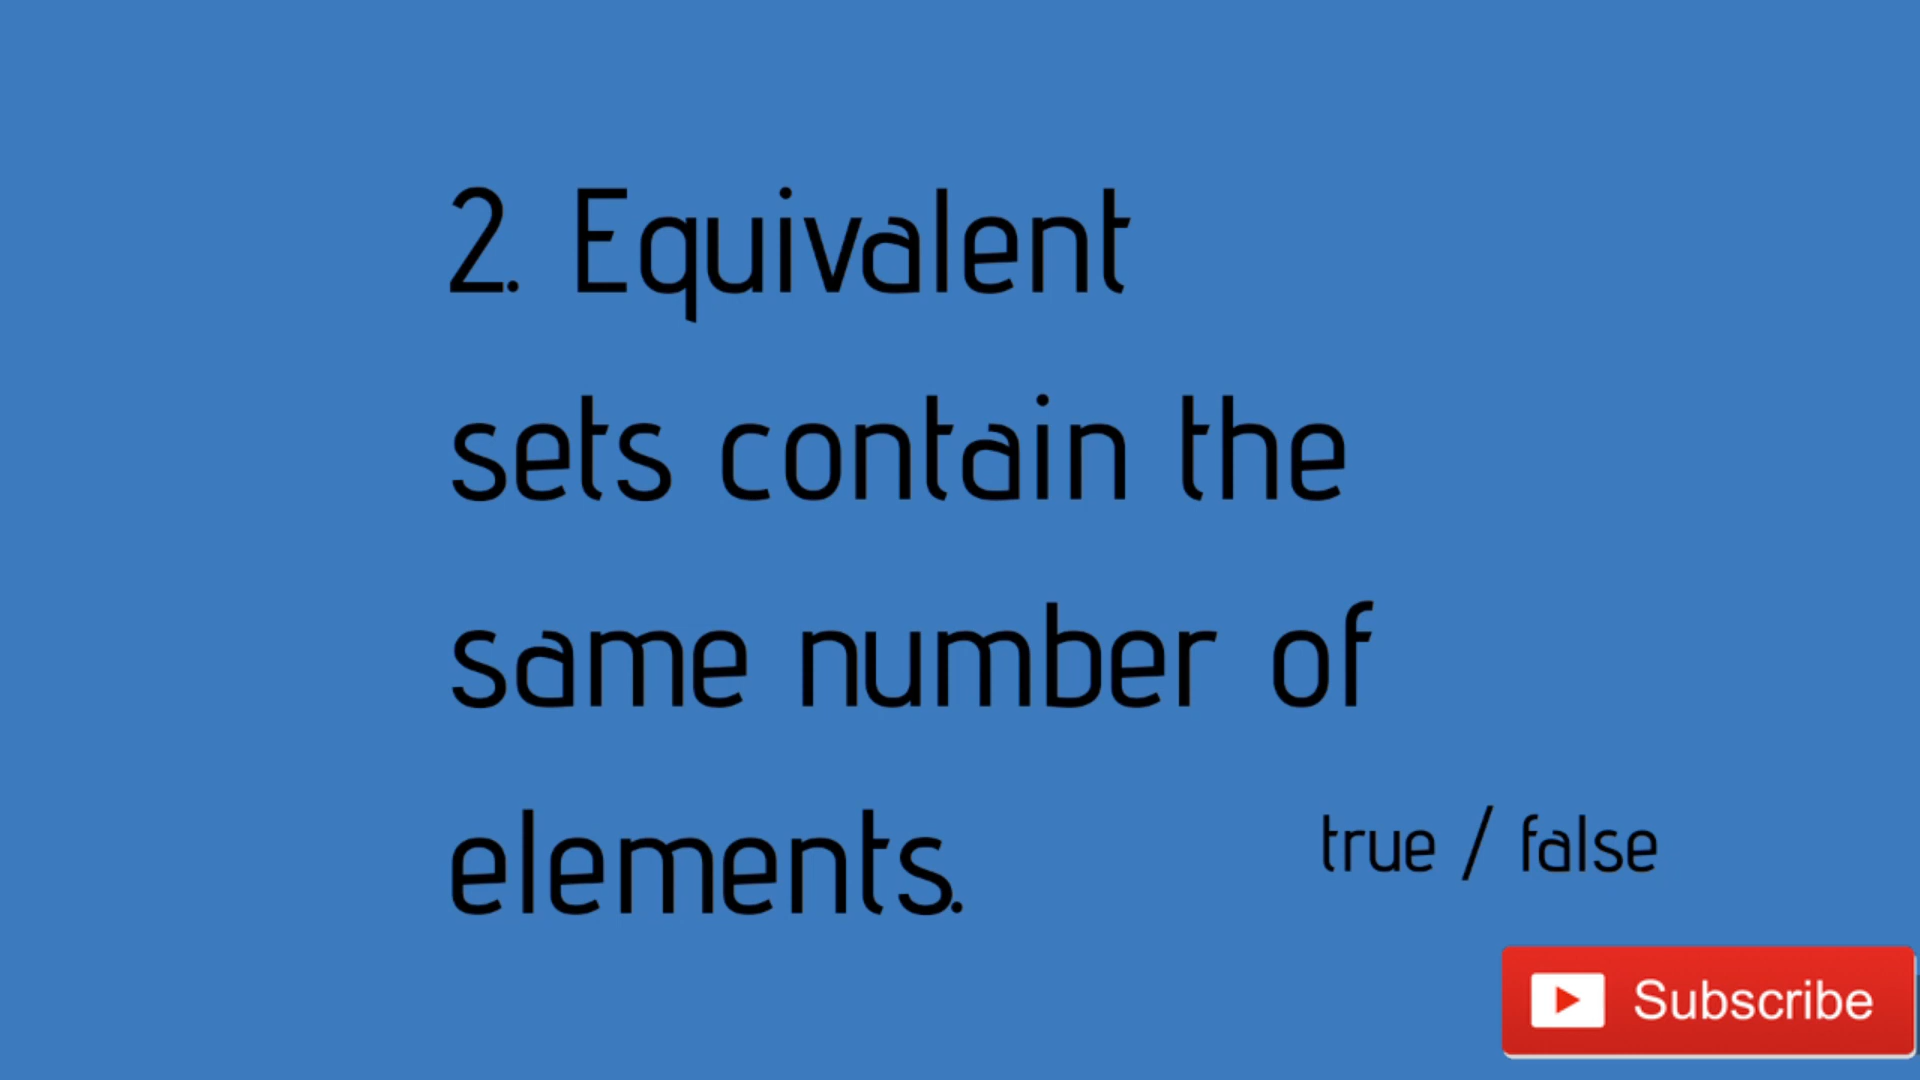 2. Equivalent
sets contain the
same number of
elements.
true / false
Subscribe